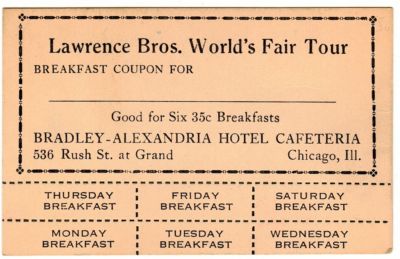 Lawrence Bros. World's Fair Tour
BREAKFAST COUPON FOR
Good for Six 35c Breakfasts
BRADLEY-ALEXANDRIA HOTEL CAFETERIA
536 Rush St. at Grand Chicago, Ill.
THURSDAY BREAKFAST FRIDAY BREAKFAST SATURDAY BREAKFAST
MONDAY BREAKFAST TUESDAY BREAKFAST WEDNESDAY BREAKFAST